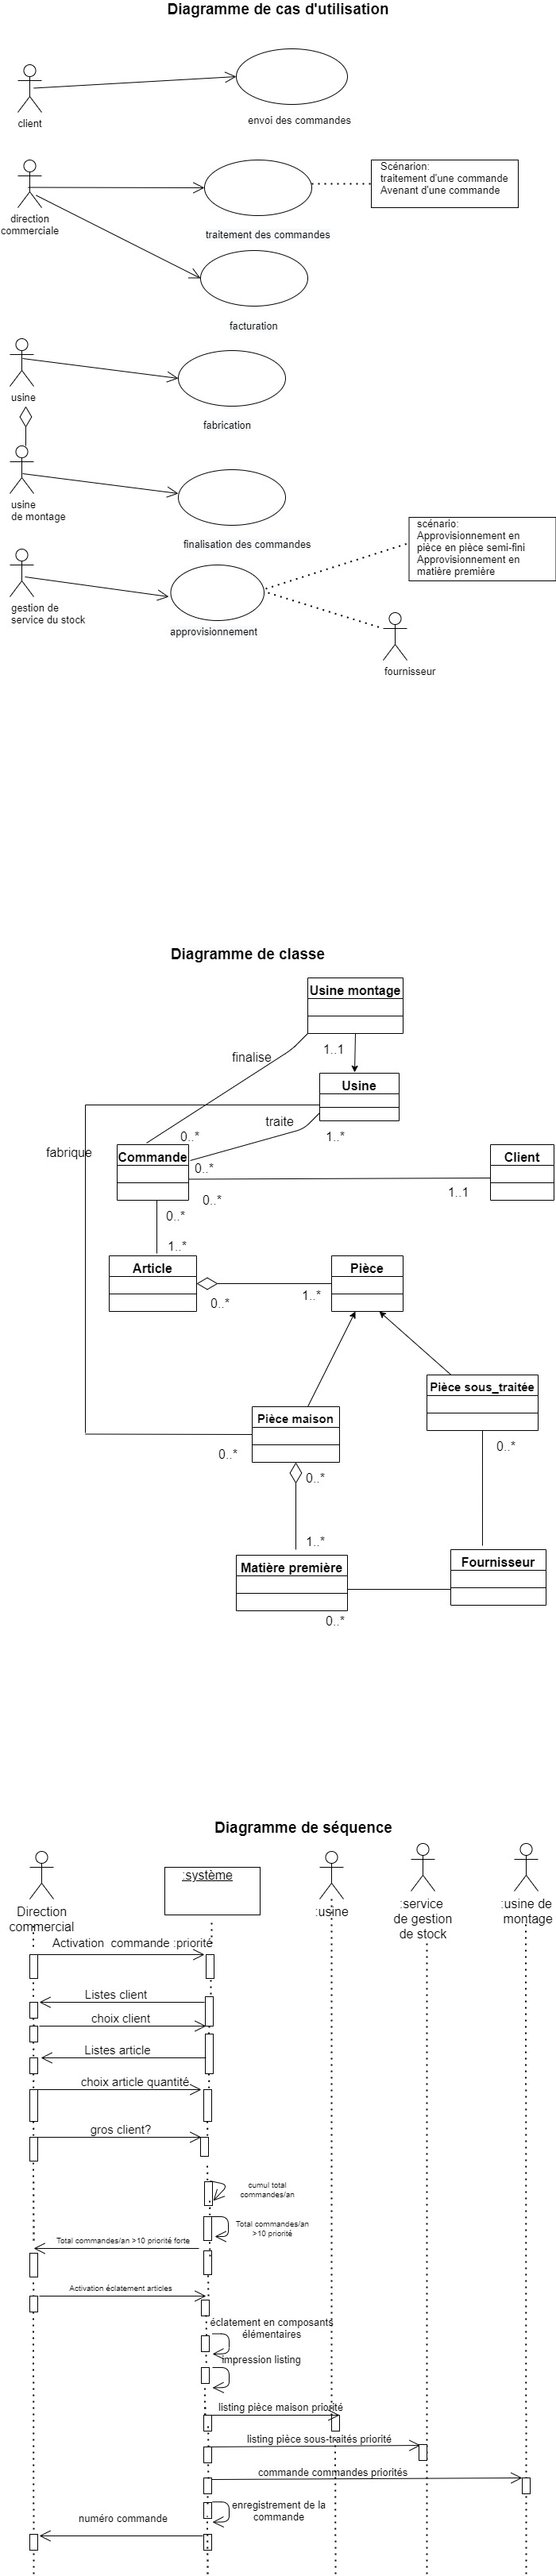 Diagramme de cas d'utilisation
client
envoi des commandes
direction
commerciale
Scénarion:
traitement d'une commande
Avenant d'une commande
traitement des commandes
facturation
usine
fabrication
usine
de montage
finalisation des commandes
scénario:
Approvisionnement en
pièce en pièce semi-fini
Approvisionnement en
matière première
gestion de
service du stock
approvisionnement
fournisseur
Diagramme de classe
Usine montage
finalise
1..1
Usine
traite
0..*
1..*
fabrique
Commande
0..*
Client
0..*
1..1
0..*
1..*
Article
Pièce
0..*
1..*
Pièce sous_traitée
Pièce maison
0..*
0..*
0..*
1..*
Matière première
Fournisseur
0..*
Diagramme de séquence
Direction
commercial
:système
:usine
:service
de gestion
de stock
:usine de
montage
Activation commande :priorité
Listes client
choix client
Listes article
choix article quantité
gros client?
cumul total
commandes/an
Total commandes/an
>10 priorité
Total commandes/an >10 priorité forte
Activation éclatement articles
éclatement en composants
élémentaires
impression listing
listing pièce maison priorité
listing pièce sous-traités priorité
commande commandes priorités
enregistrement de la
commande
numéro commande